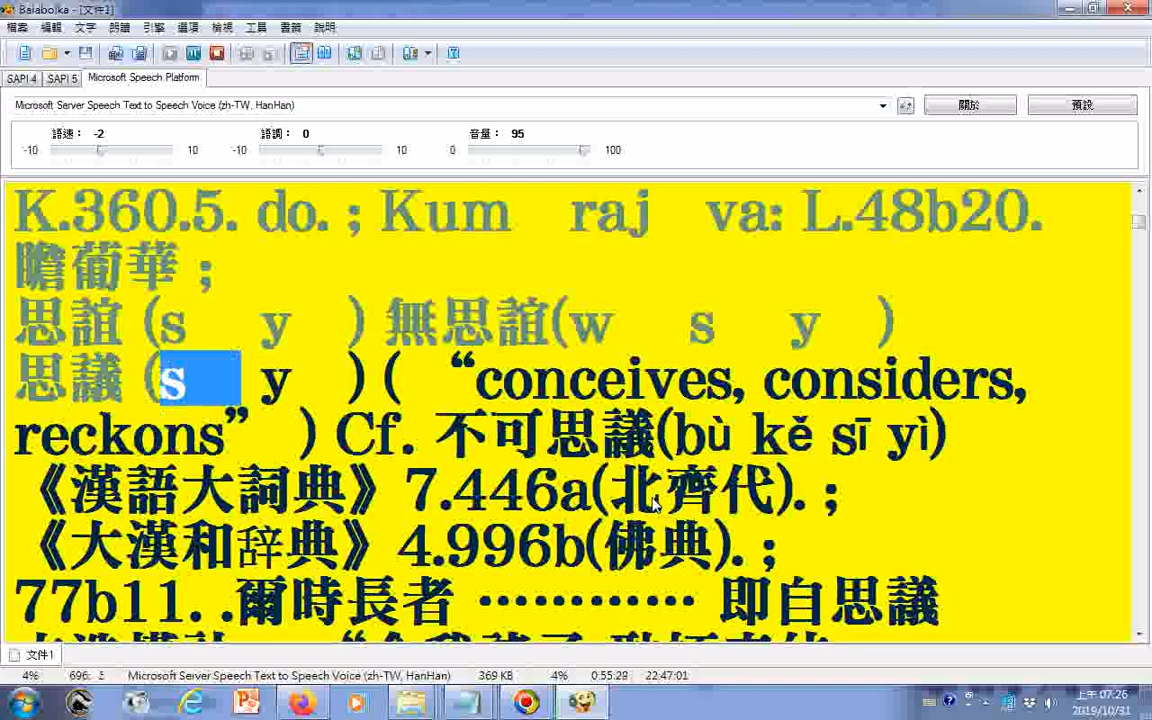 Balabolka - [文件1]
檔案 編輯 文字 朗讀 引擎 選項 檢視 工具 書籤 說明
SAPI 4 SAPI 5 Microsoft Speech Platform
Microsoft Server Speech Text to Speech Voice (zh-TW, HanHan) 關於 預設
語速： -2 語調： 0 音量： 95
-10 10 -10 10 0 100
K.360.5. do. ; Kum raj va: L.48b20.
瞻葡華 ;
思誼 (s y ) 無思誼(w s y )
思議 (s y ) ( “conceives, considers,
reckons” ) Cf. 不可思議(bù kě sī yì)
《漢語大詞典》 7.446a(北齊代). ;
《大漢和辞典》 4.996b(佛典). ;
77b11. .爾時長者 ………… 即自思議
文件1
4% Microsoft Server Speech Text to Speech Voice (zh-TW, HanHan) 369 KB 4% 0:55:28 22:47:01
上午 07:26
2019/10/31